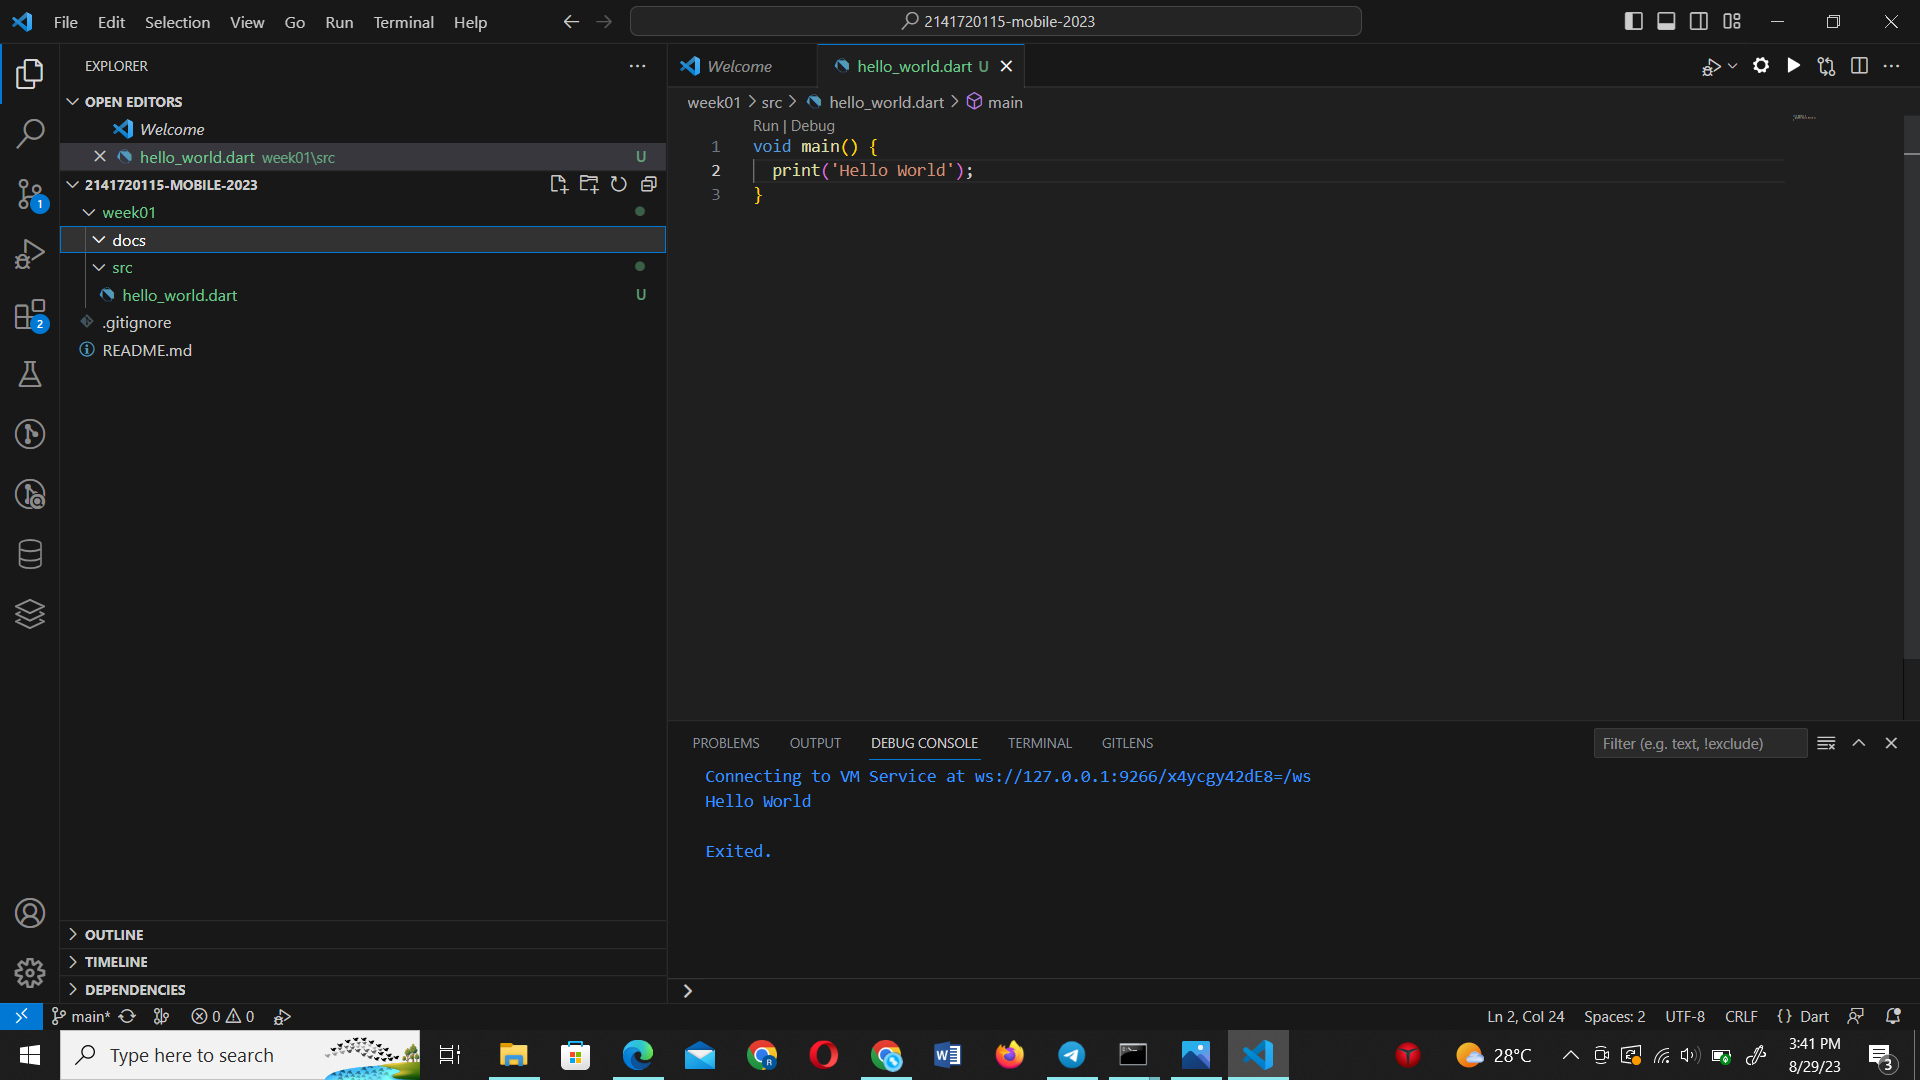 File Edit Selection View Go Run Terminal Help
2141720115-mobile-2023
EXPLORER
OPEN EDITORS
Welcome
hello_world.dart week01\src U
2141720115-MOBILE-2023
week01
docs
src
hello_world.dart U
.gitignore
README.md
OUTLINE
TIMELINE
DEPENDENCIES
Welcome
hello_world.dart U
week01 > src > hello_world.dart > main
Run | Debug
1 void main() {
2 print('Hello World');
3 }
PROBLEMS OUTPUT DEBUG CONSOLE TERMINAL GITLENS
Filter (e.g. text, !exclude)
Connecting to VM Service at ws://127.0.0.1:9266/x4ycgy42dE8=/ws
Hello World
Exited.
1
2
main* 0 0
Ln 2, Col 24 Spaces: 2 UTF-8 CRLF {} Dart
Type here to search
28°C
3:41 PM
8/29/23
3